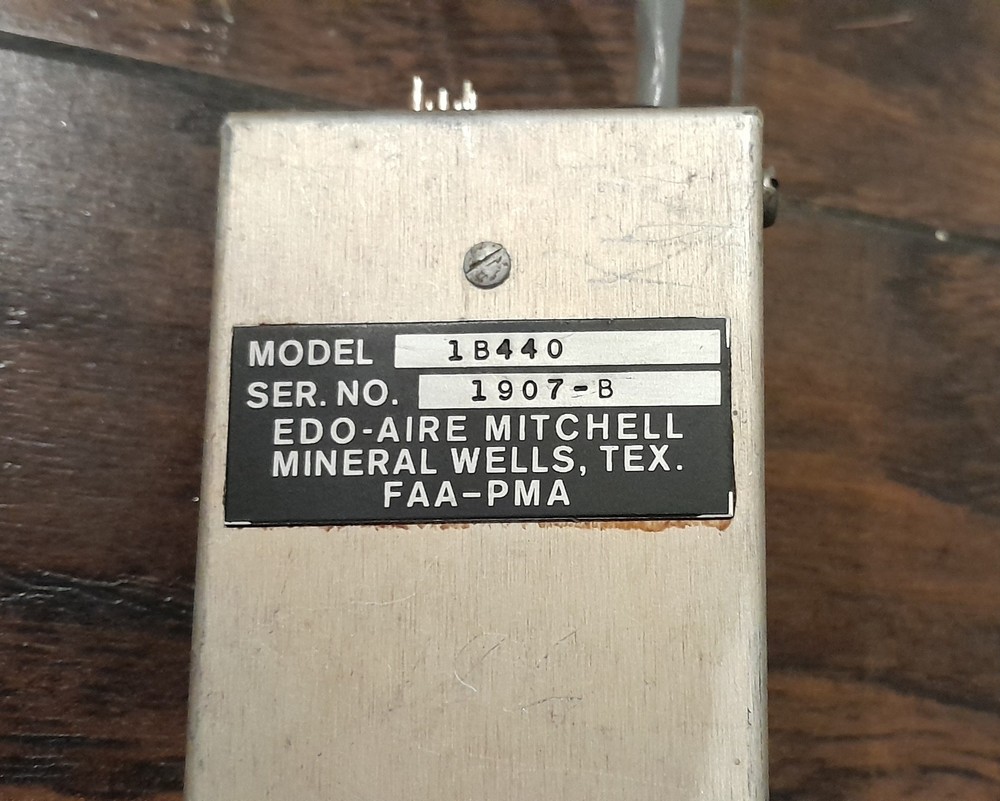 MODEL 1B440
SER. NO. 1907-B
EDO-AIRE MITCHELL
MINERAL WELLS, TEX.
FAA-PMA